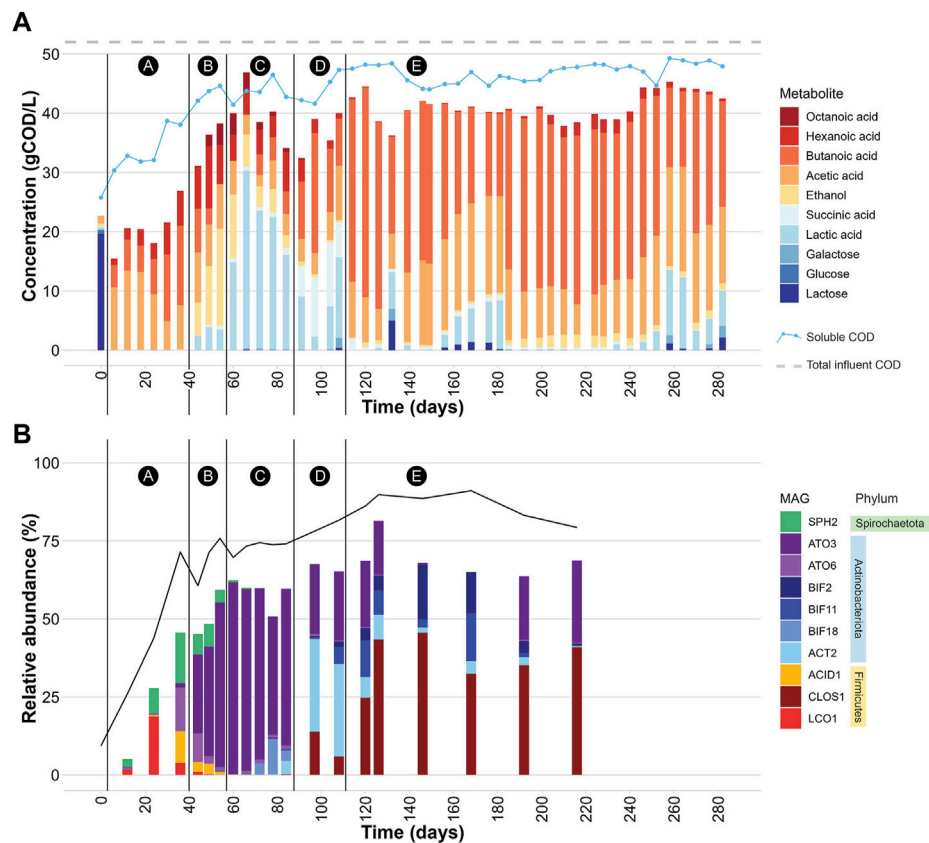 A
Concentration (gCOD/L)
50
40
30
20
10
0
A
B
C
D
E
0
20
40
60
80
100
120
140
160
180
200
220
240
260
280
Time (days)
Metabolite
Octanoic acid
Hexanoic acid
Butanoic acid
Acetic acid
Ethanol
Succinic acid
Lactic acid
Galactose
Glucose
Lactose
Soluble COD
Total influent COD
B
Relative abundance (%)
100
75
50
25
0
A
B
C
D
E
0
20
40
60
80
100
120
140
160
180
200
220
240
260
280
Time (days)
MAG Phylum
SPH2 Spirochaetota
ATO3
ATO6
BIF2
BIF11
BIF18
ACT2
Actinobacteriota
ACID1
CLOS1
LCO1
Firmicutes